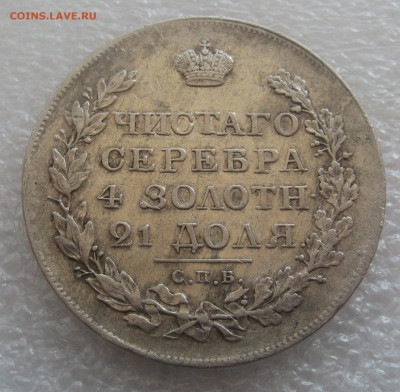 COINS.LAVE.RU
ЧИСТАГО
СЕРЕБРА
4 ЗОЛОТН
21 ДОЛЯ.
С.П.Б.